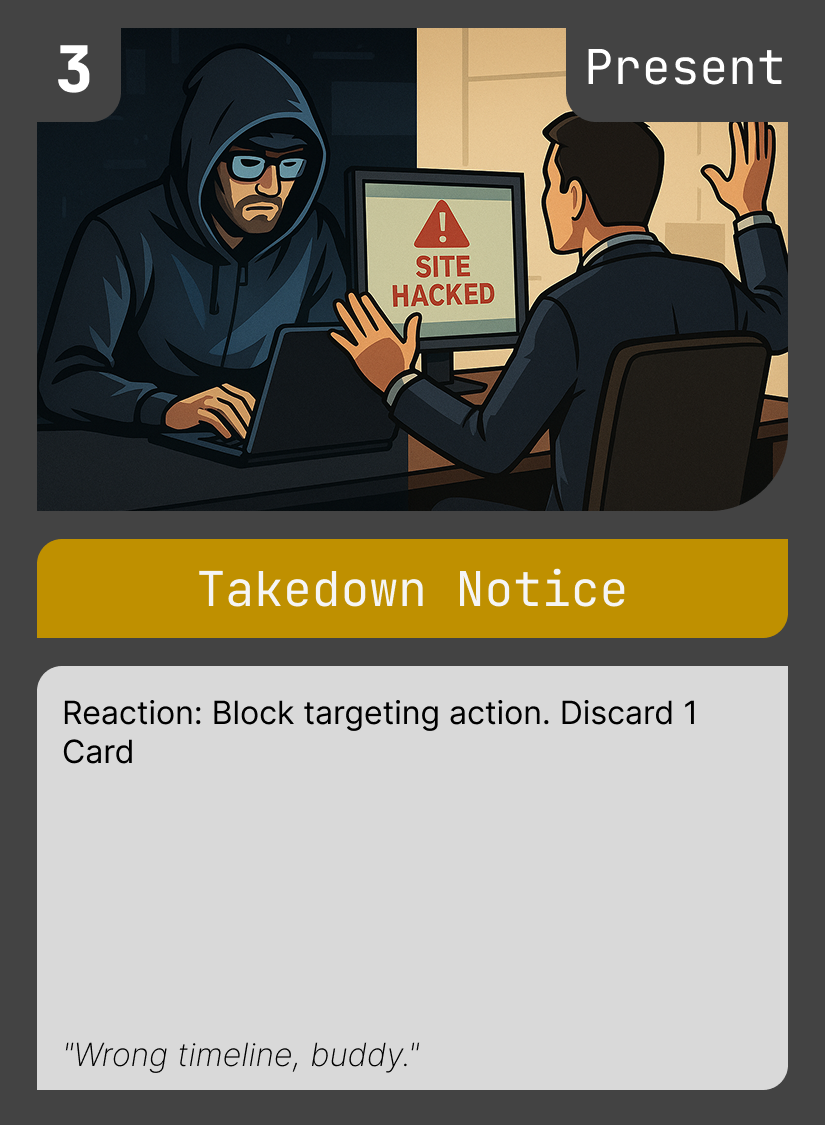 3
Present
SITE
HACKED
Takedown Notice
Reaction: Block targeting action. Discard 1
Card
"Wrong timeline, buddy."